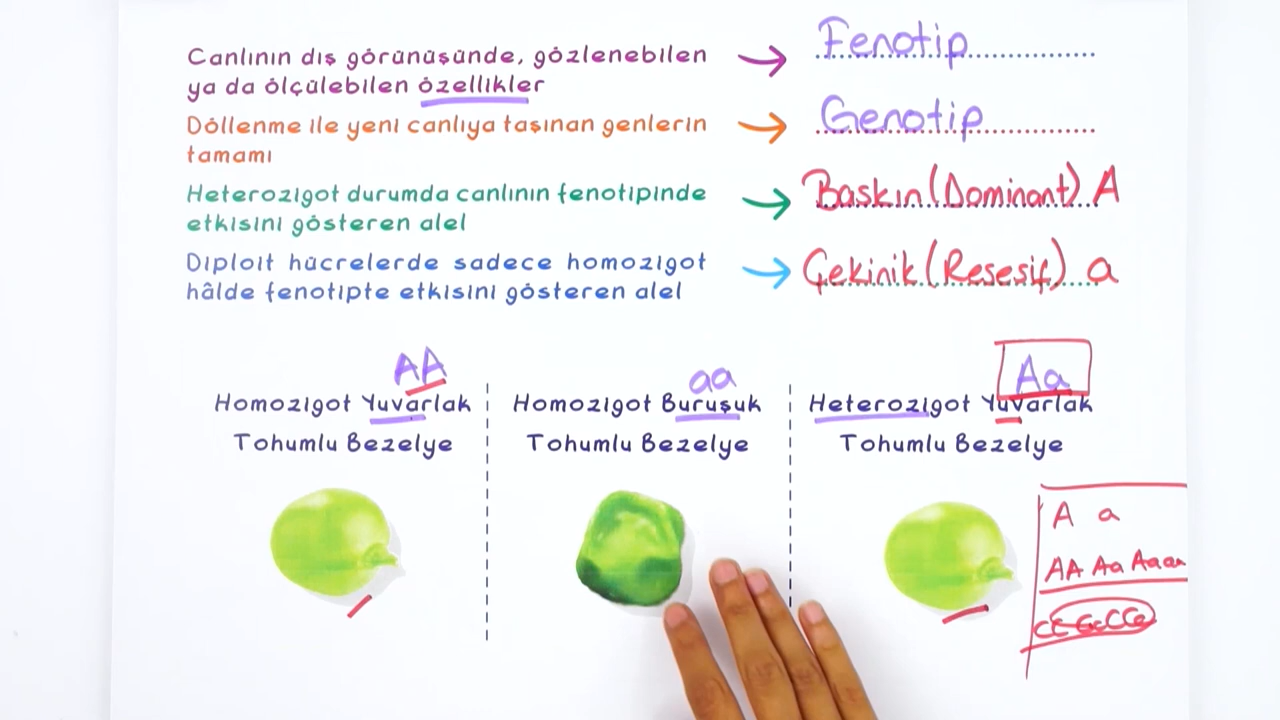 Canlının dış görünüşünde, gözlenebilen
ya da ölçülebilen özellikler
Fenotip
Döllenme ile yeni canlıya taşınan genlerin
tamamı
Genotip
Heterozigot durumda canlının fenotipinde
etkisini gösteren alel
Baskın (Dominant) A
Diploit hücrelerde sadece homozigot
hâlde fenotipte etkisini gösteren alel
Çekinik (Resesif) a
AA
Homozigot Yuvarlak
Tohumlu Bezelye
aa
Homozigot Buruşuk
Tohumlu Bezelye
Aa
Heterozigot Yuvarlak
Tohumlu Bezelye
A a
AA Aa Aa aa